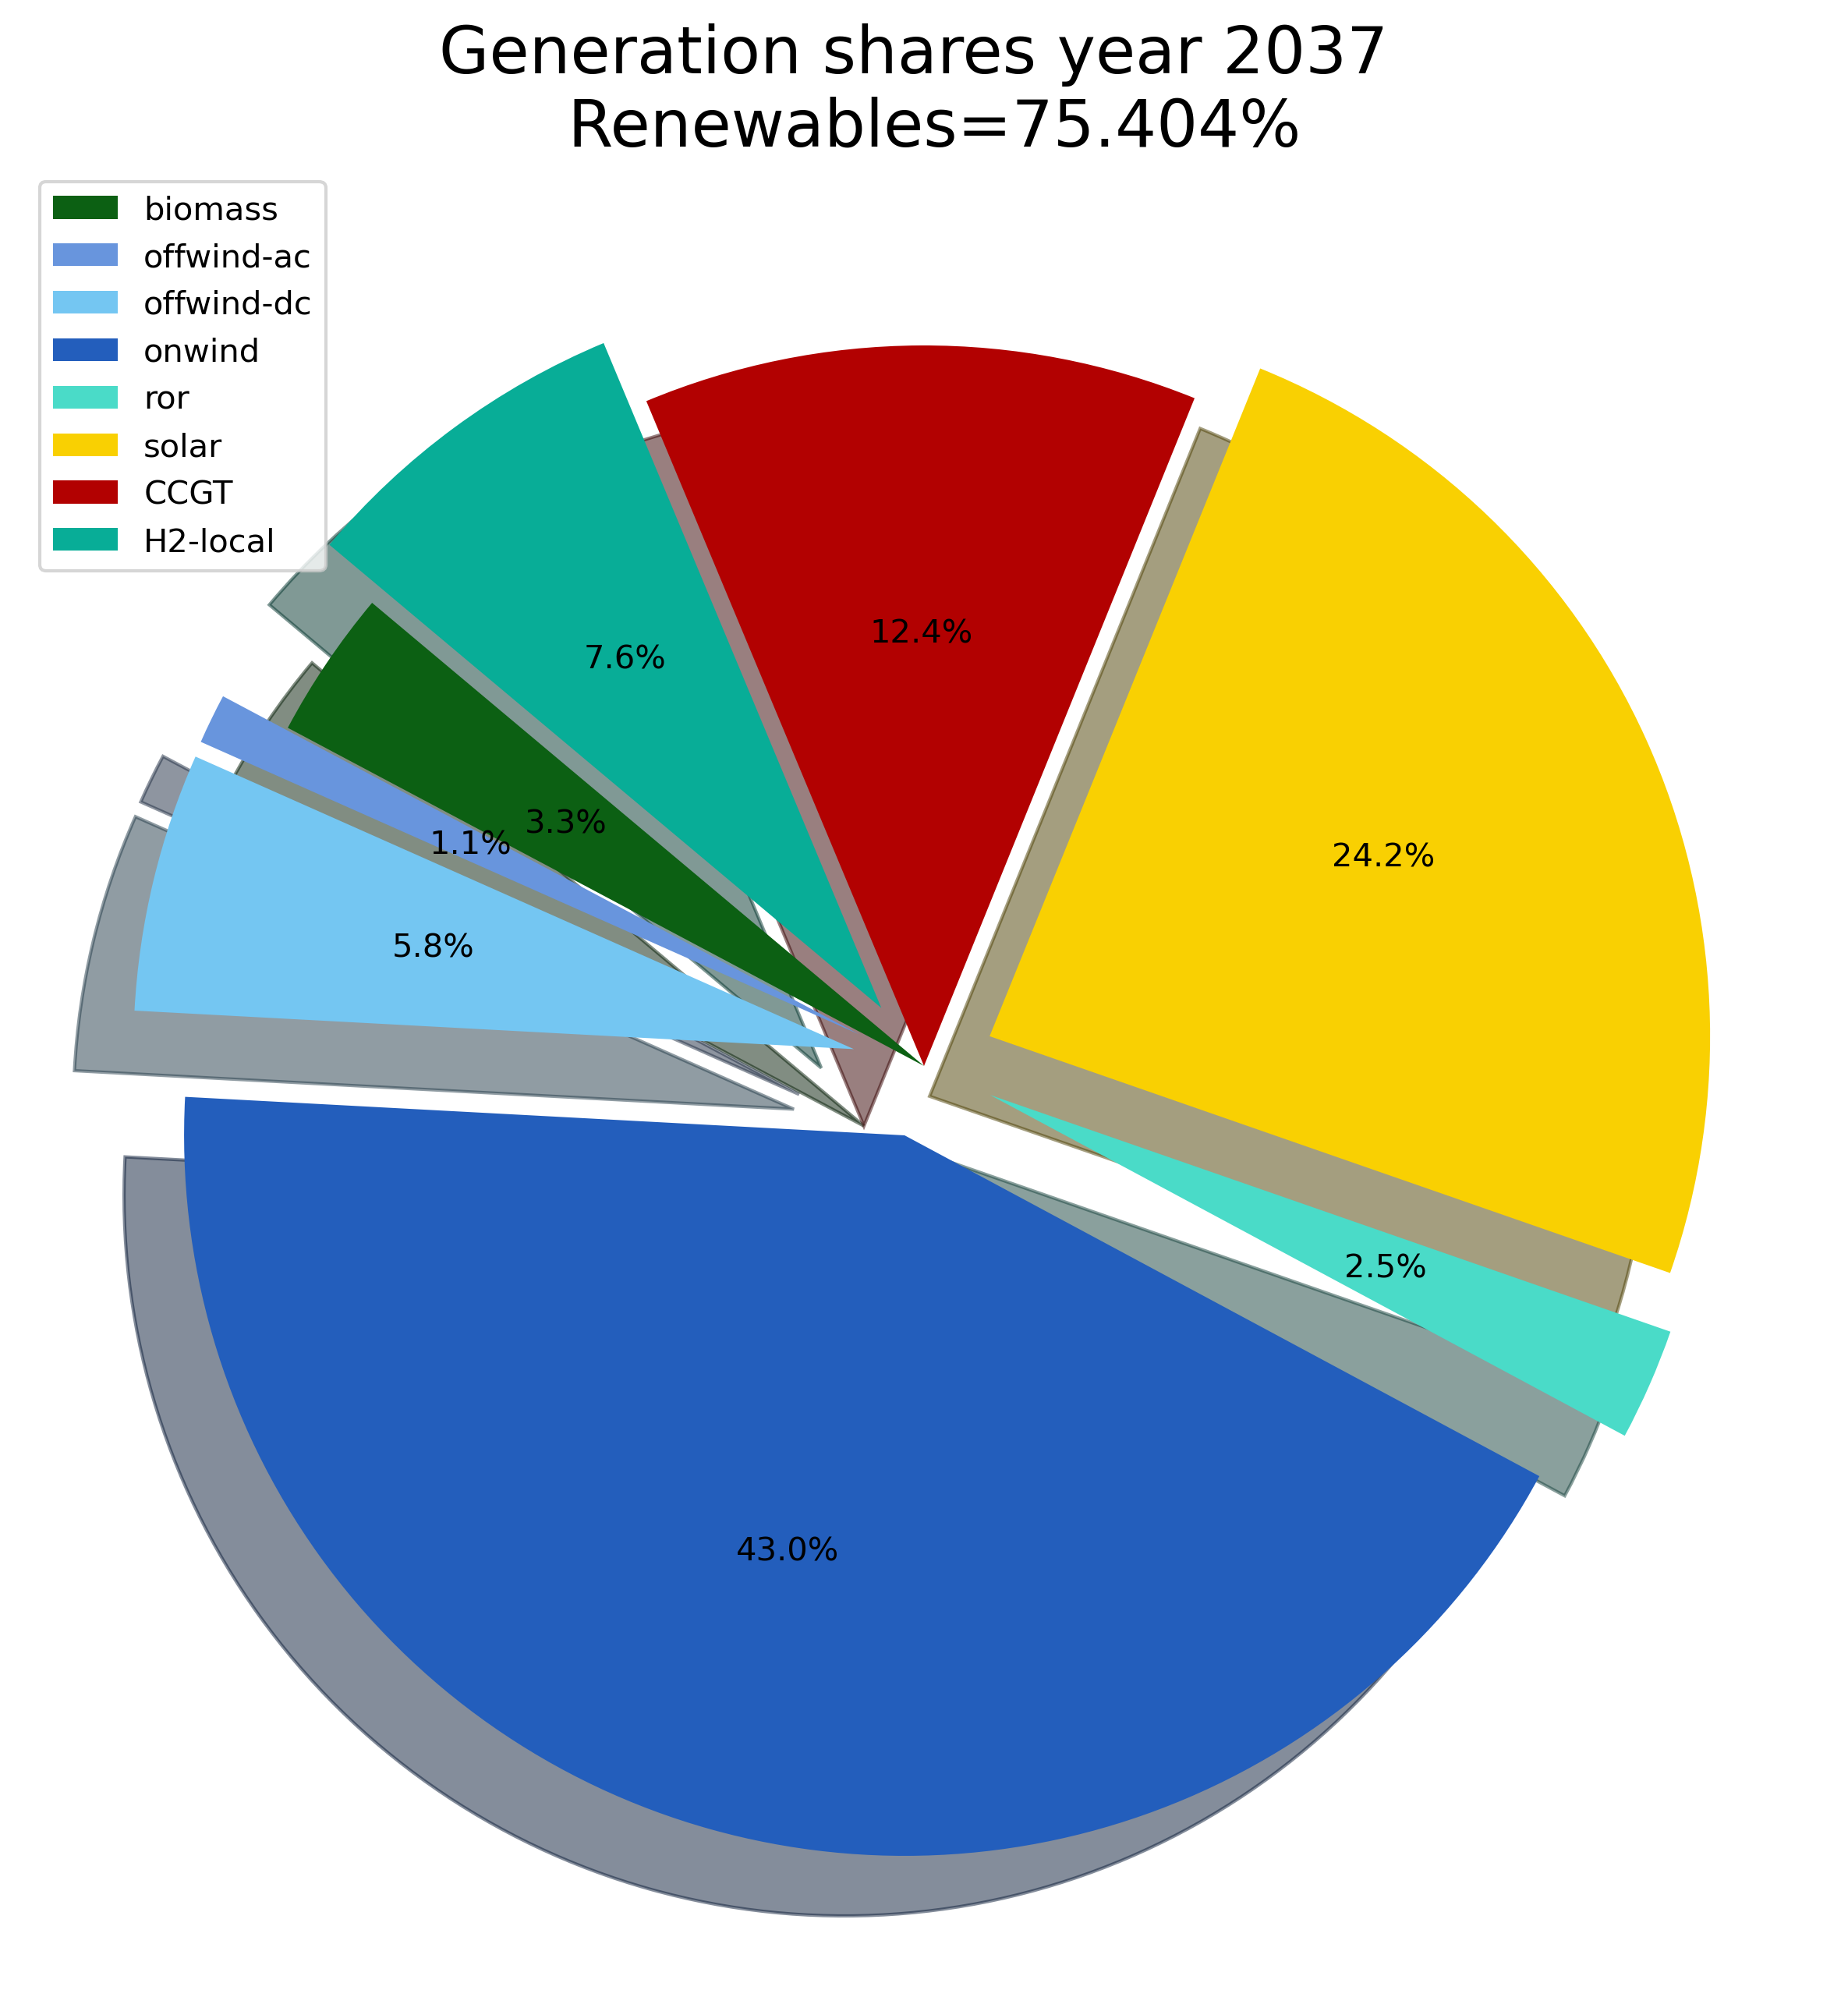 Generation shares year 2037
Renewables=75.404%
biomass
offwind-ac
offwind-dc
onwind
ror
solar
CCGT
H2-local
12.4%
7.6%
3.3%
1.1%
24.2%
5.8%
2.5%
43.0%